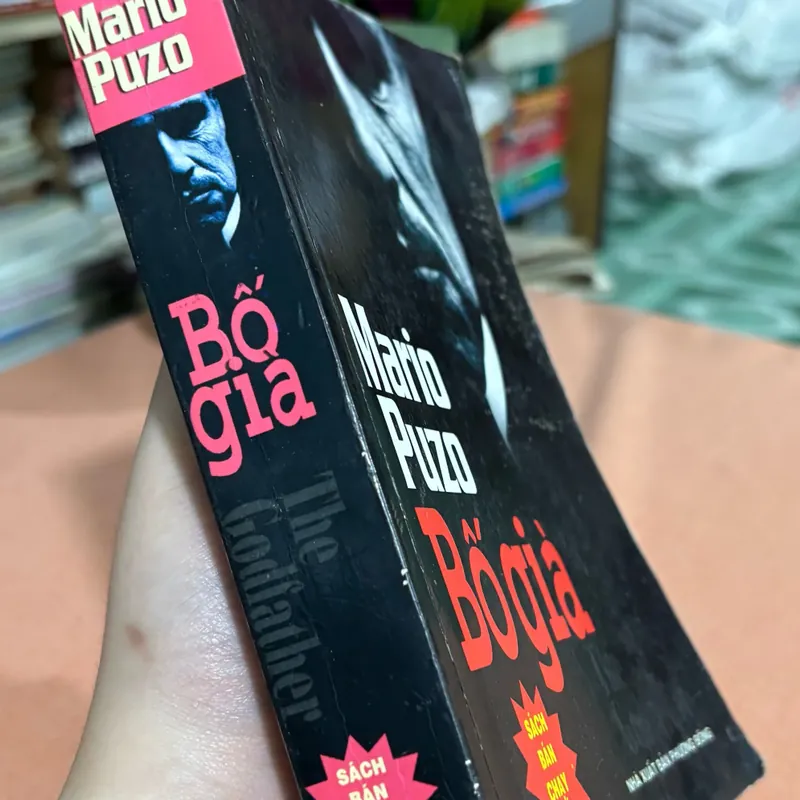 Mario
Puzo
Bố
già
The
Godfather
SÁCH
BÁN
Mario
Puzo
Bố già
SÁCH
BÁN
CHẠY
NHÀ XUẤT BẢN PHƯƠNG ĐÔNG